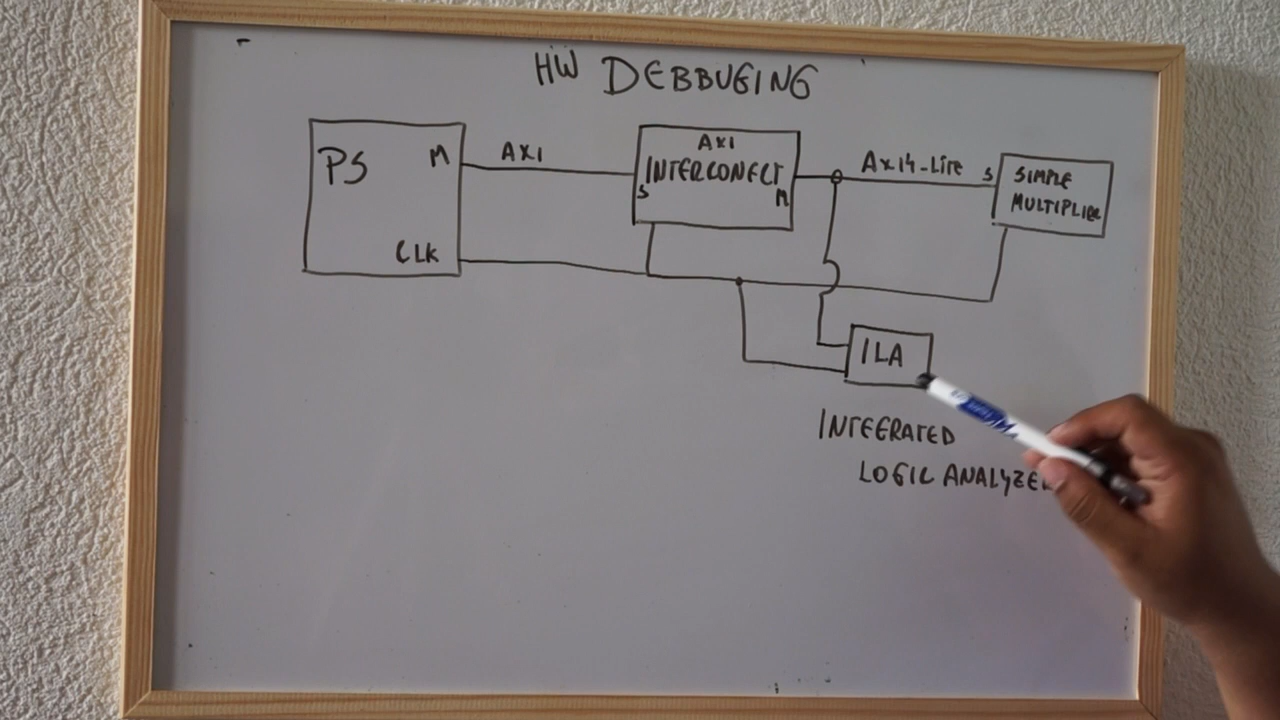 HW DEBBUGING
PS
M
CLK
AXI
AXI
INTERCONECT
S
M
AXI4-Lite
S
SIMPLE
MULTIPLIER
ILA
INTEGRATED
LOGIC ANALYZER